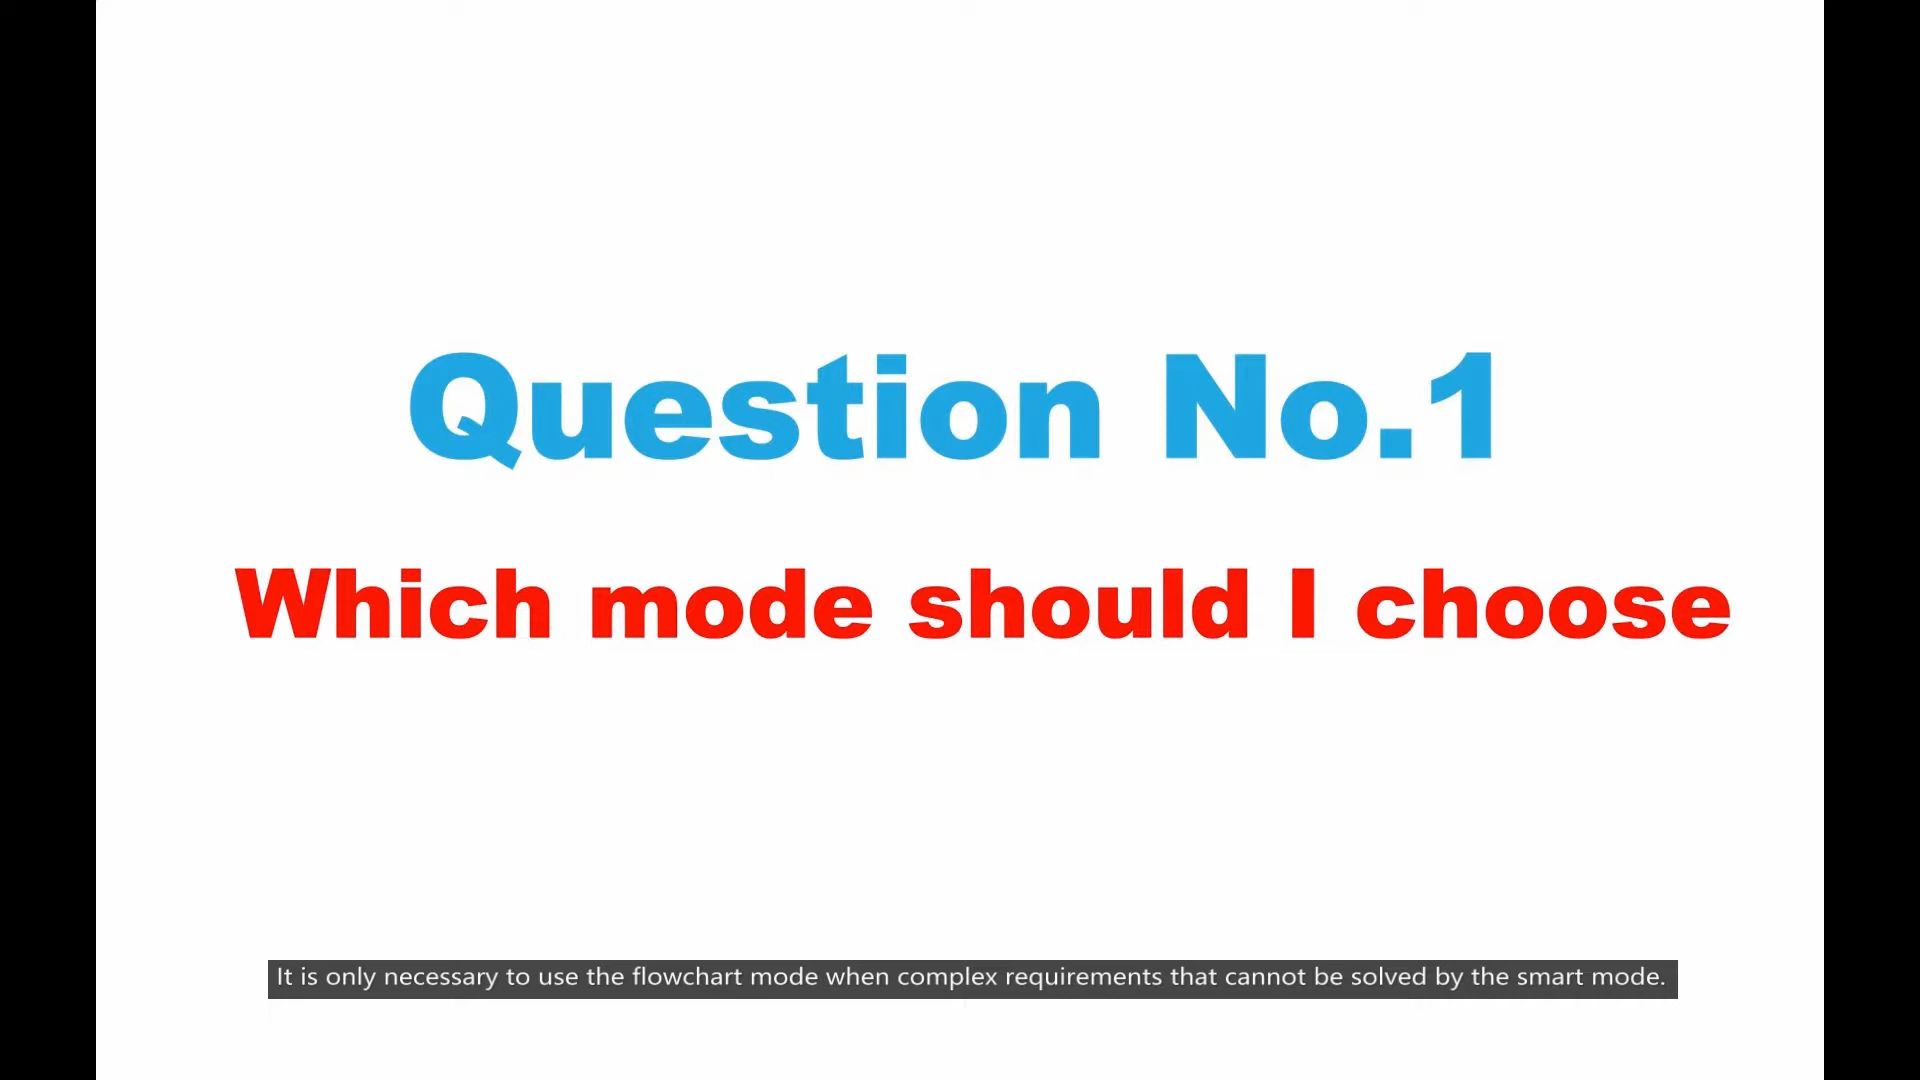 Question No.1
Which mode should I choose
It is only necessary to use the flowchart mode when complex requirements that cannot be solved by the smart mode.